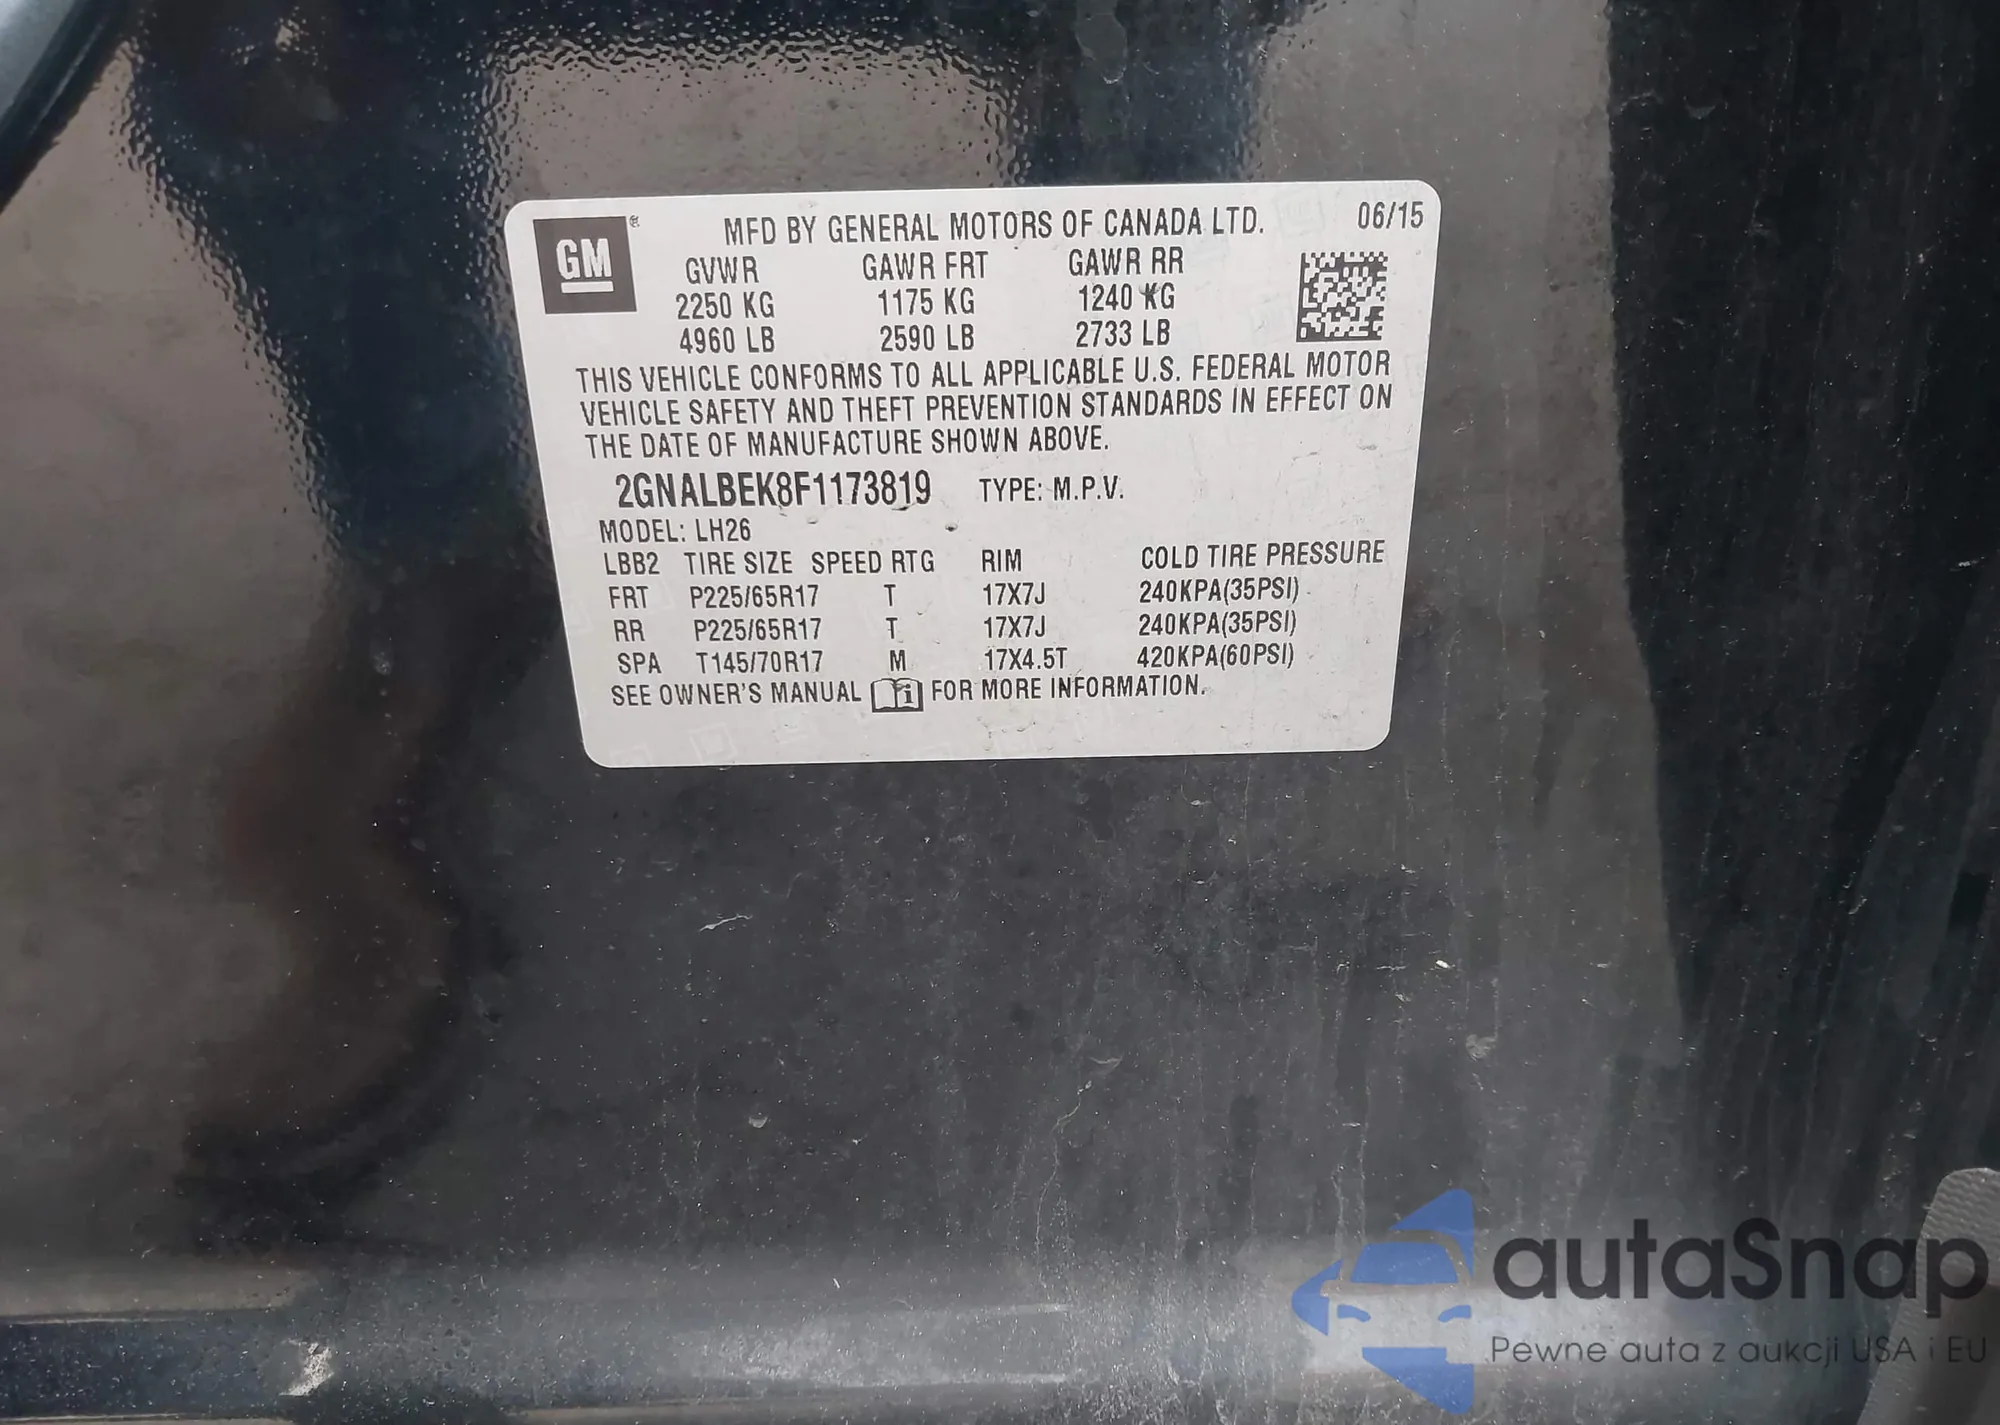 GM ®
MFD BY GENERAL MOTORS OF CANADA LTD. 06/15
GVWR GAWR FRT GAWR RR
2250 KG 1175 KG 1240 KG
4960 LB 2590 LB 2733 LB
THIS VEHICLE CONFORMS TO ALL APPLICABLE U.S. FEDERAL MOTOR
VEHICLE SAFETY AND THEFT PREVENTION STANDARDS IN EFFECT ON
THE DATE OF MANUFACTURE SHOWN ABOVE.
2GNALBEK8F1173819 TYPE: M.P.V.
MODEL: LH26
LBB2 TIRE SIZE SPEED RTG RIM COLD TIRE PRESSURE
FRT P225/65R17 T 17X7J 240KPA(35PSI)
RR P225/65R17 T 17X7J 240KPA(35PSI)
SPA T145/70R17 M 17X4.5T 420KPA(60PSI)
SEE OWNER'S MANUAL i FOR MORE INFORMATION.
autaSnap
Pewne auta z aukcji USA i EU